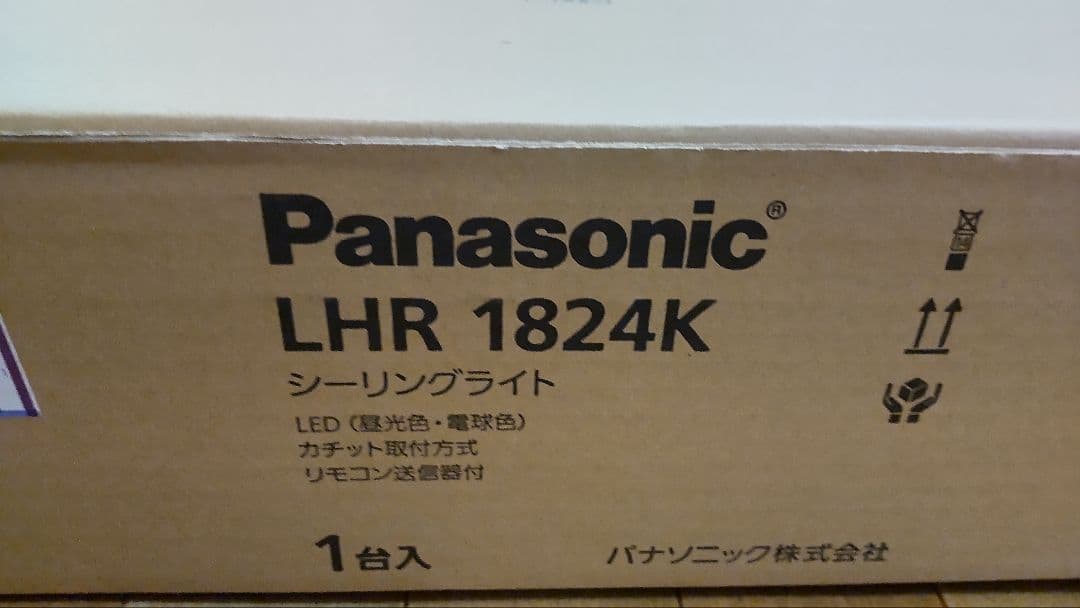 Panasonic®
LHR 1824K
シーリングライト
LED（昼光色・電球色）
カチット取付方式
リモコン送信器付
1台入
パナソニック株式会社